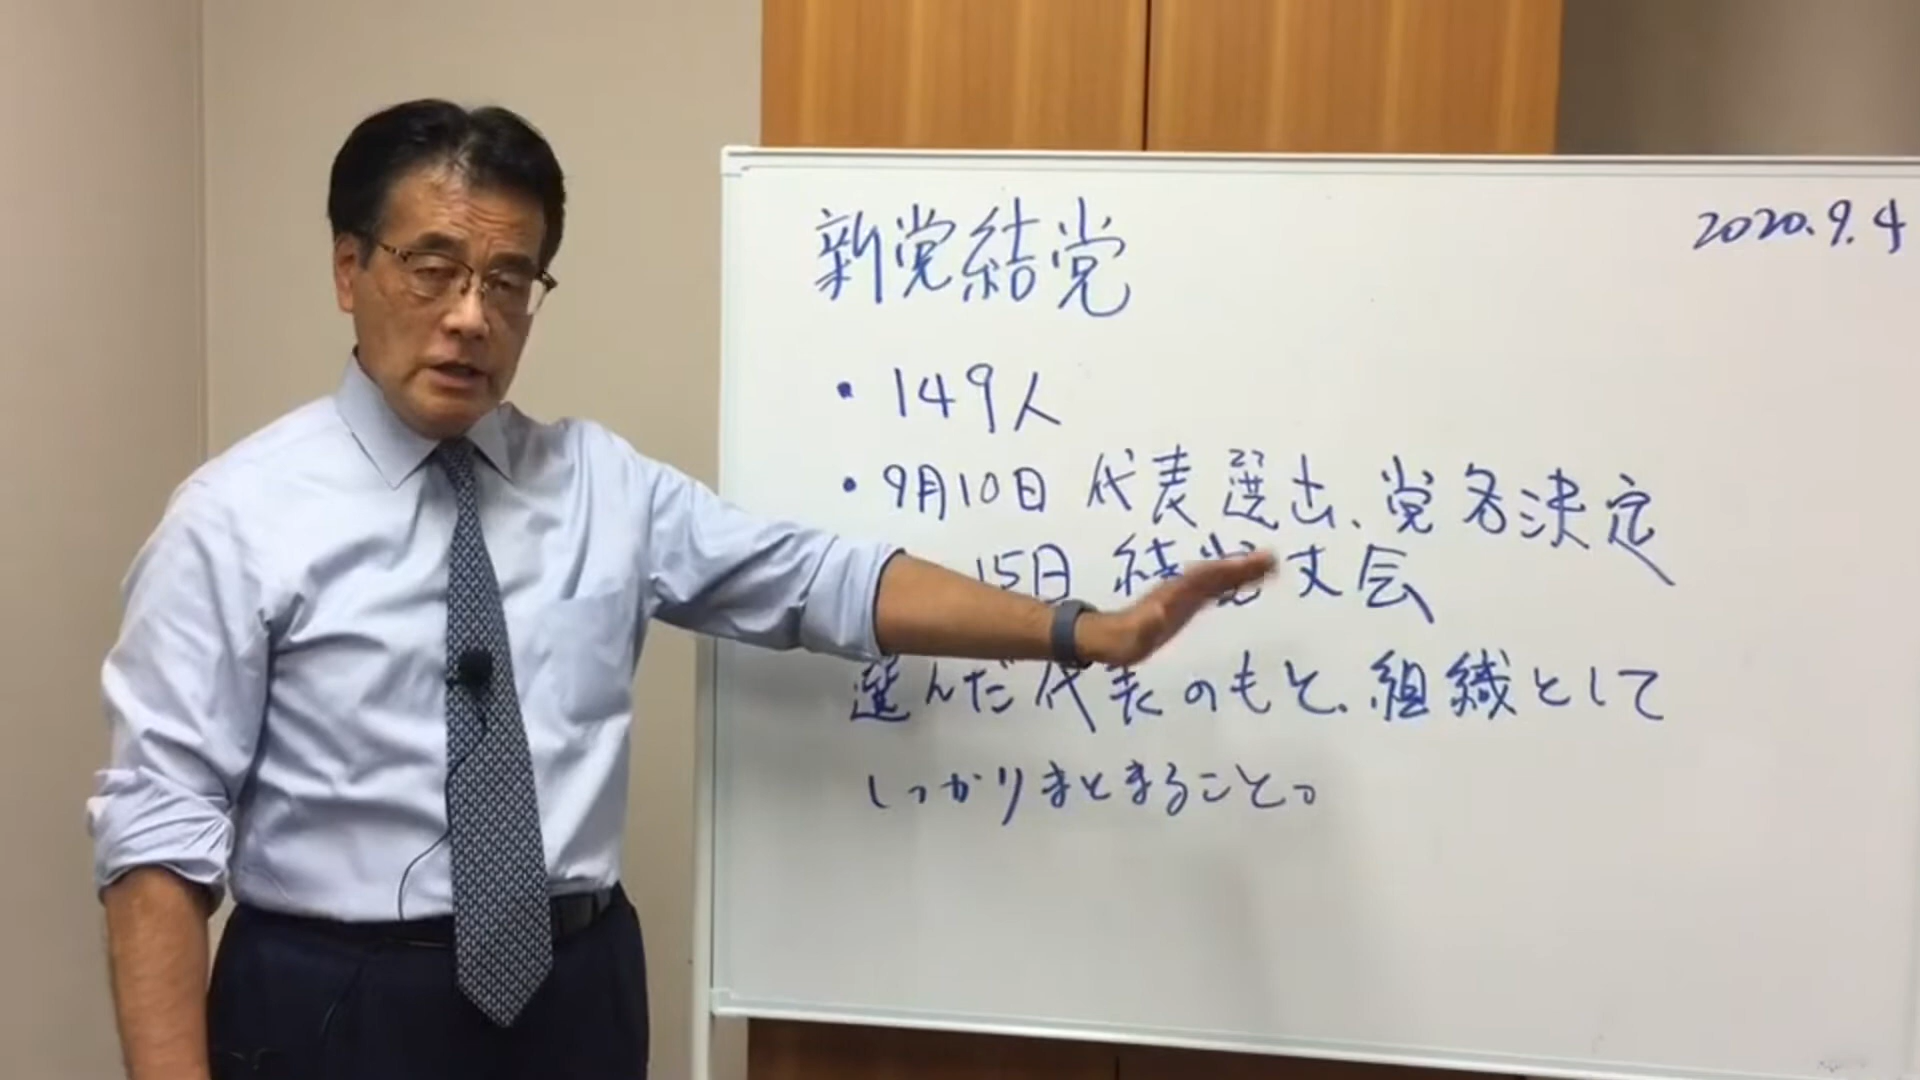 新党結党
2020.9.4
・149人
・9月10日 代表選出、党名決定
15日 結党大会
選んだ代表のもと、組織として
しっかりまとまること。